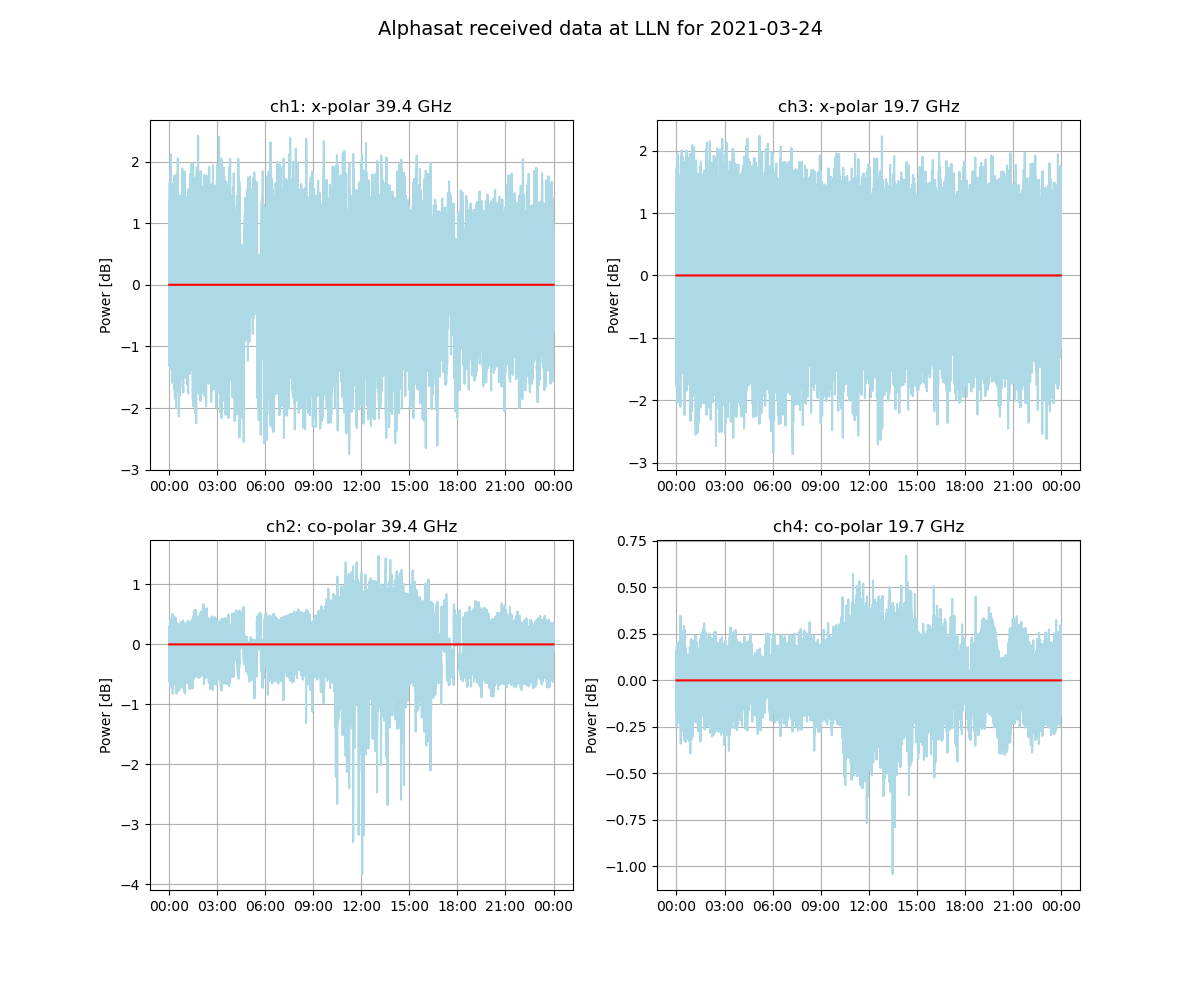 Alphasat received data at LLN for 2021-03-24
ch1: x-polar 39.4 GHz
Power [dB]
2
1
0
−1
−2
−3
00:00 03:00 06:00 09:00 12:00 15:00 18:00 21:00 00:00
ch3: x-polar 19.7 GHz
Power [dB]
2
1
0
−1
−2
−3
00:00 03:00 06:00 09:00 12:00 15:00 18:00 21:00 00:00
ch2: co-polar 39.4 GHz
Power [dB]
1
0
−1
−2
−3
−4
00:00 03:00 06:00 09:00 12:00 15:00 18:00 21:00 00:00
ch4: co-polar 19.7 GHz
Power [dB]
0.75
0.50
0.25
0.00
−0.25
−0.50
−0.75
−1.00
00:00 03:00 06:00 09:00 12:00 15:00 18:00 21:00 00:00